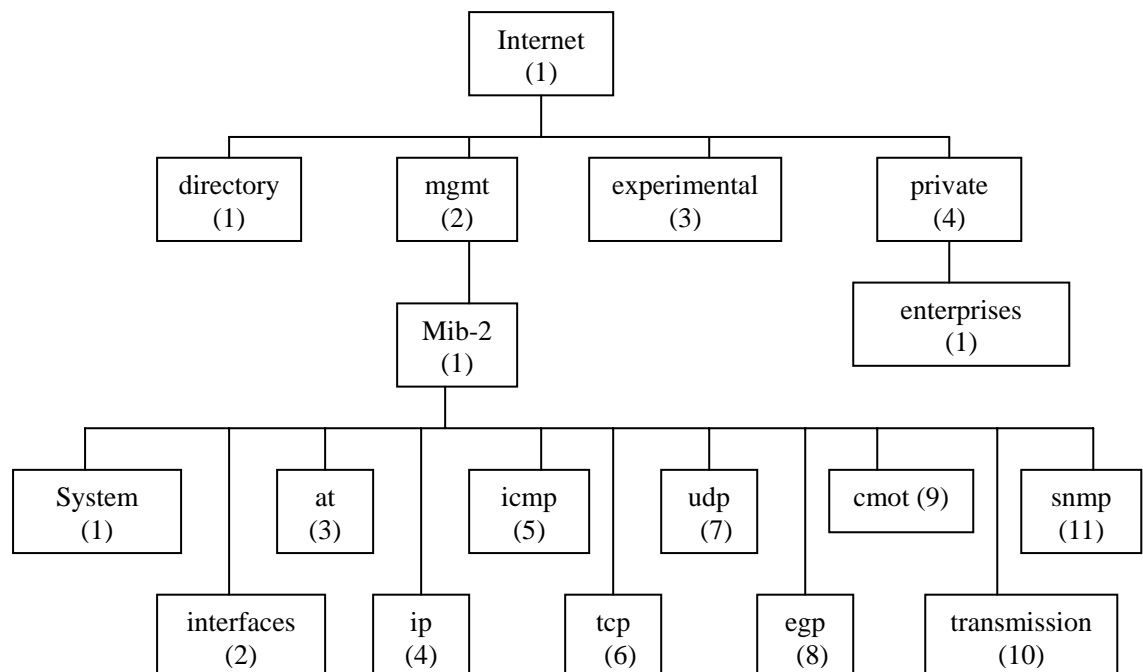 Internet
(1)
directory
(1)
mgmt
(2)
experimental
(3)
private
(4)
Mib-2
(1)
enterprises
(1)
System
(1)
at
(3)
icmp
(5)
udp
(7)
cmot (9)
snmp
(11)
interfaces
(2)
ip
(4)
tcp
(6)
egp
(8)
transmission
(10)